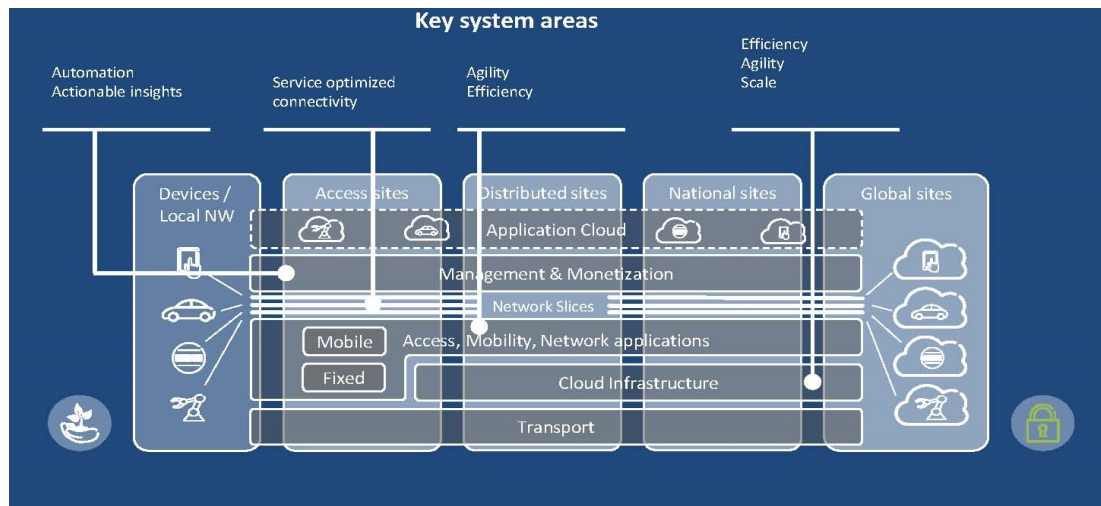 Key system areas
Automation
Actionable insights
Service optimized
connectivity
Agility
Efficiency
Efficiency
Agility
Scale
Devices /
Local NW
Access sites
Distributed sites
National sites
Global sites
Application Cloud
Management & Monetization
Network Slices
Mobile
Access, Mobility, Network applications
Fixed
Cloud Infrastructure
Transport